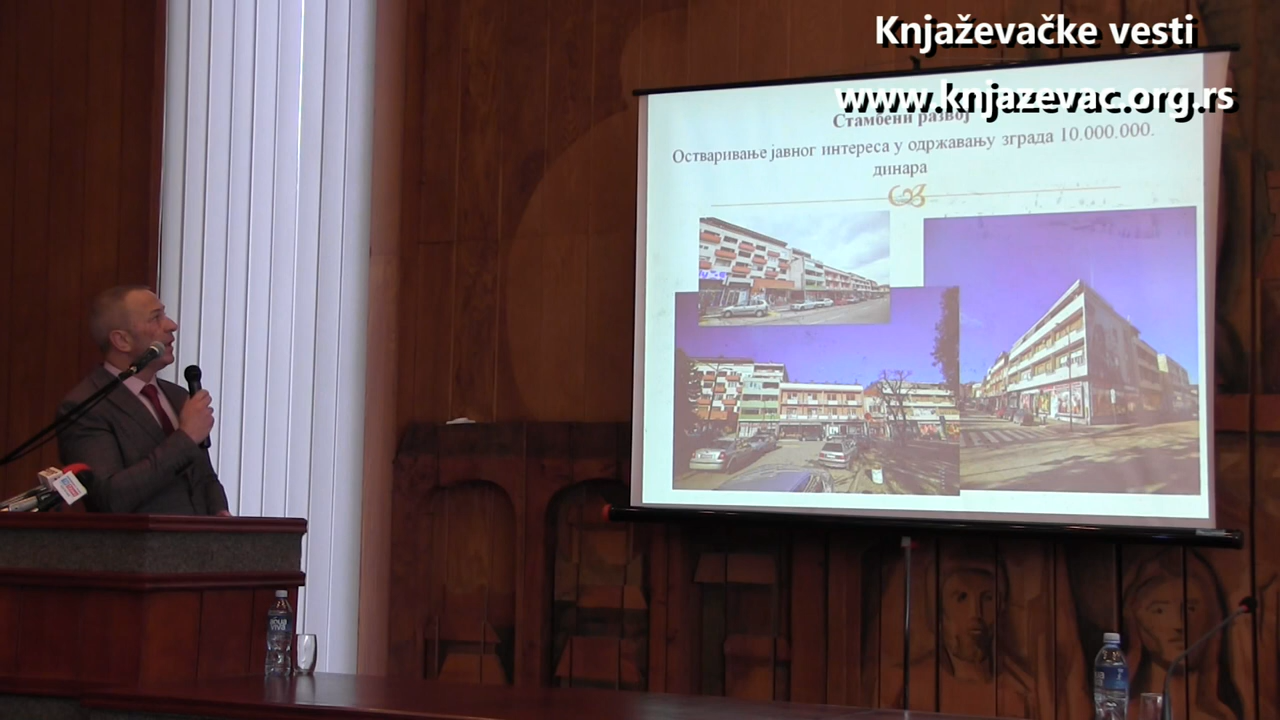 Knjaževačke vesti
www.knjazevac.org.rs
Стамбени развој
Остваривање јавног интереса у одржавању зграда 10.000.000.
динара